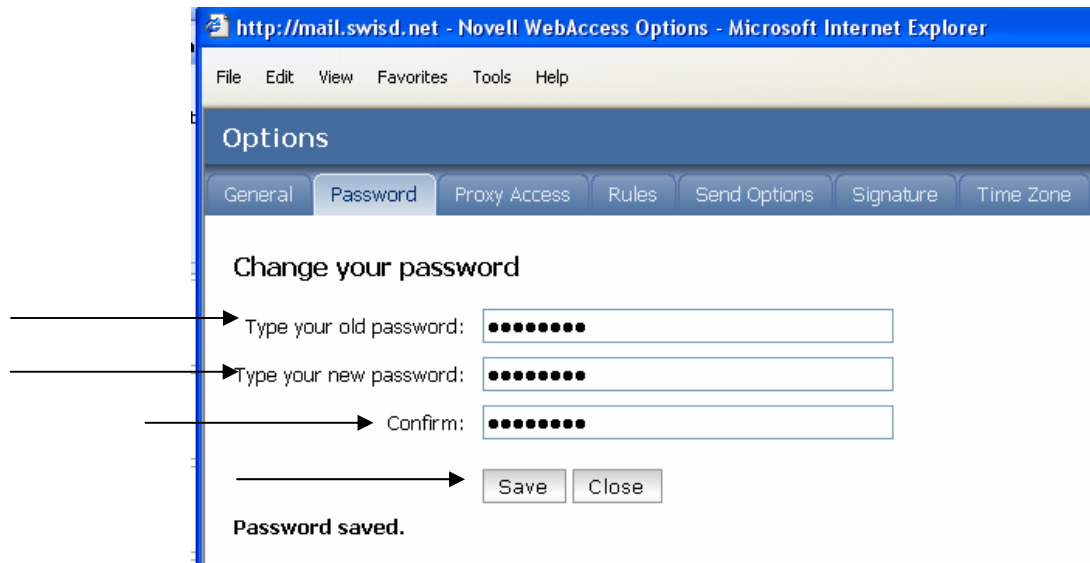 http://mail.swisd.net - Novell WebAccess Options - Microsoft Internet Explorer
File Edit View Favorites Tools Help
Options
General Password Proxy Access Rules Send Options Signature Time Zone
Change your password
Type your old password: ●●●●●●●●
Type your new password: ●●●●●●●●
Confirm: ●●●●●●●●
Save Close
Password saved.